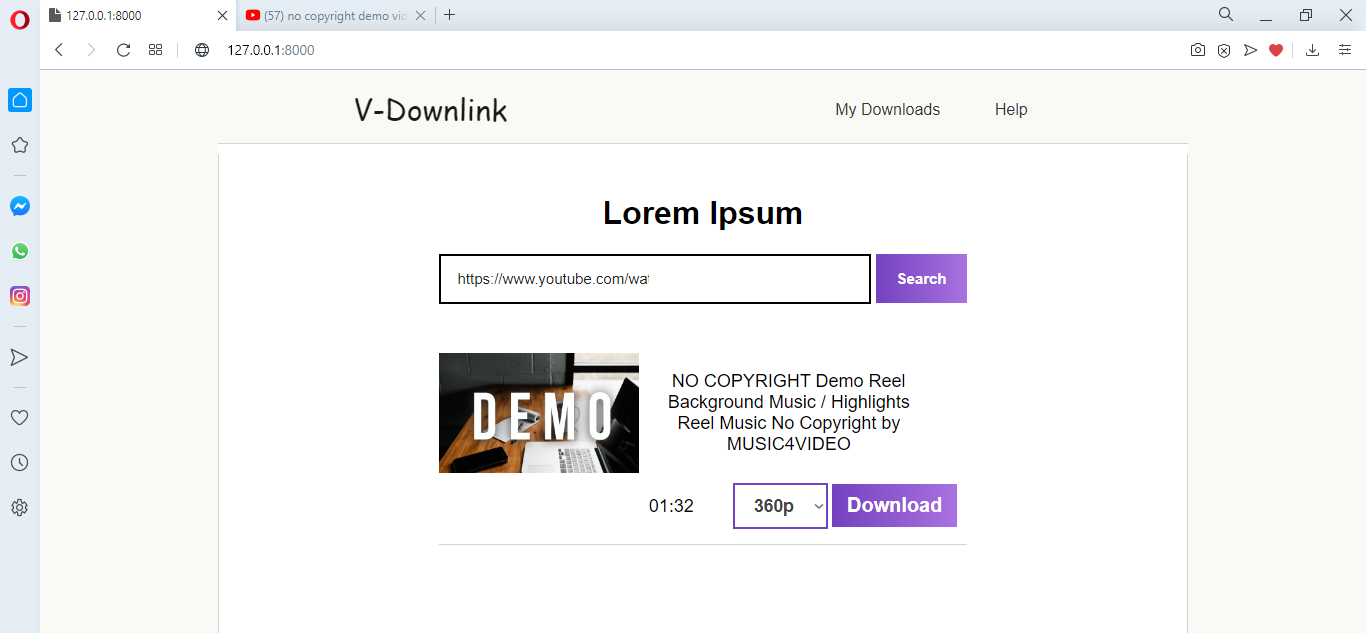 127.0.0.1:8000
(57) no copyright demo vid
127.0.0.1:8000
V-Downlink
My Downloads
Help
Lorem Ipsum
https://www.youtube.com/wat
Search
DEMO
NO COPYRIGHT Demo Reel
Background Music / Highlights
Reel Music No Copyright by
MUSIC4VIDEO
01:32
360p
Download